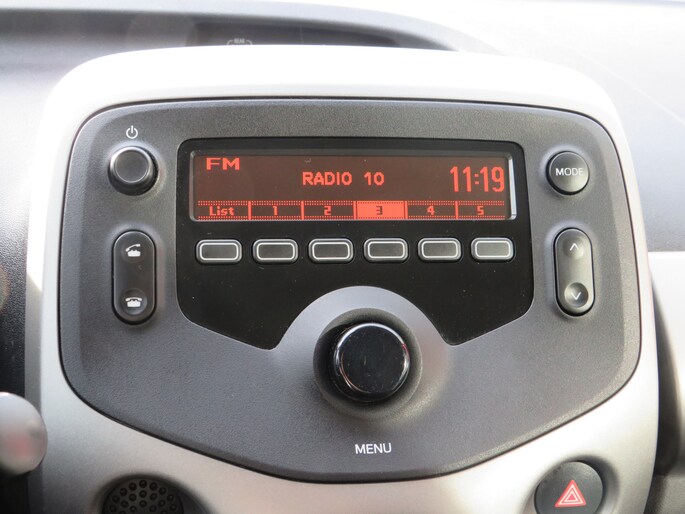 FM
RADIO 10 11:19
List 1 2 3 4 5
MODE
MENU